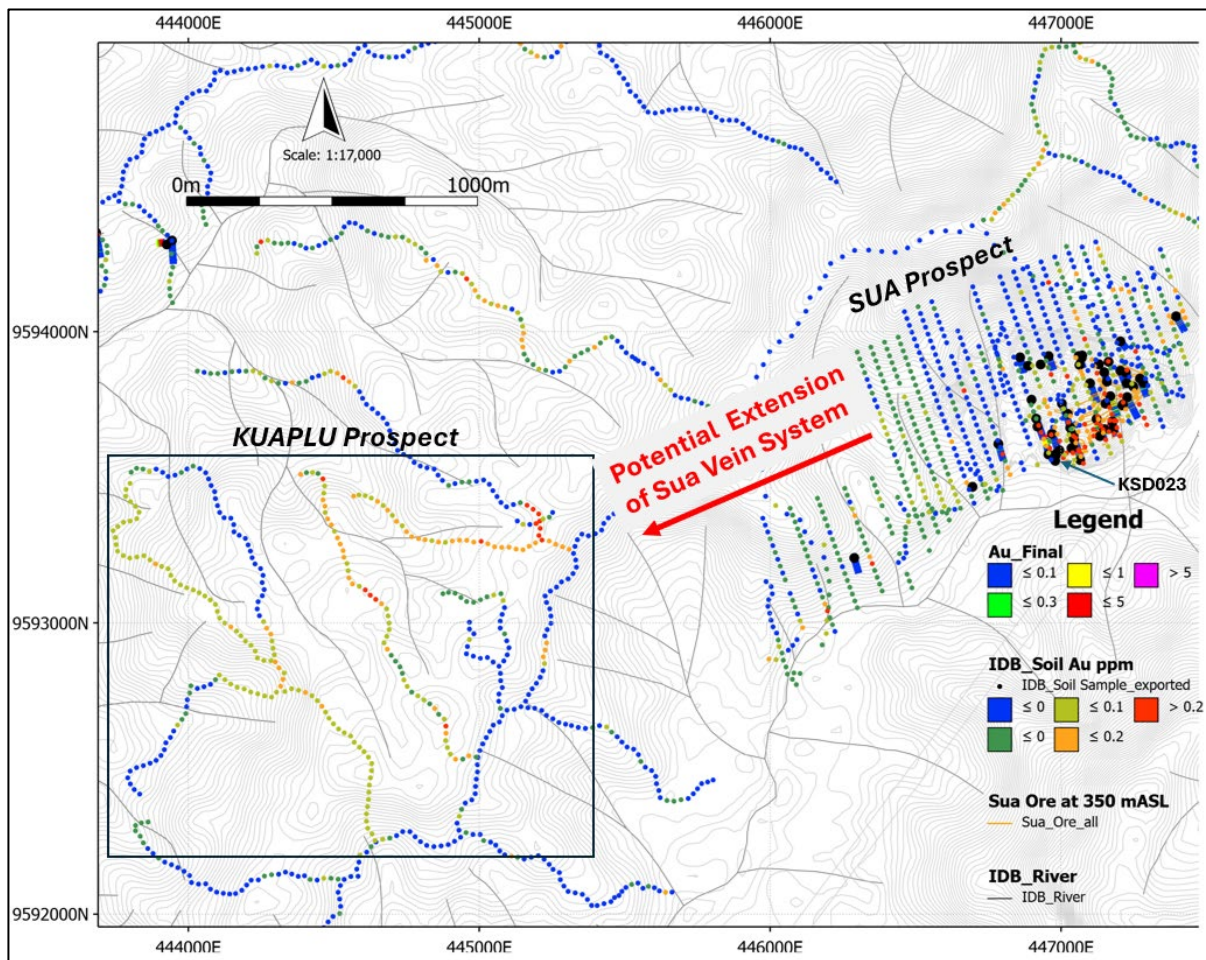 444000E
445000E
446000E
447000E
Scale: 1:17,000
0m
1000m
9594000N
9593000N
9592000N
SUA Prospect
KUAPLU Prospect
Potential Extension
of Sua Vein System
KSD023
Legend
Au_Final
≤ 0.1
≤ 1
> 5
≤ 0.3
≤ 5
IDB_Soil Au ppm
IDB_Soil Sample_exported
≤ 0
≤ 0.1
> 0.2
≤ 0
≤ 0.2
Sua Ore at 350 mASL
Sua_Ore_all
IDB_River
IDB_River
444000E
445000E
446000E
447000E